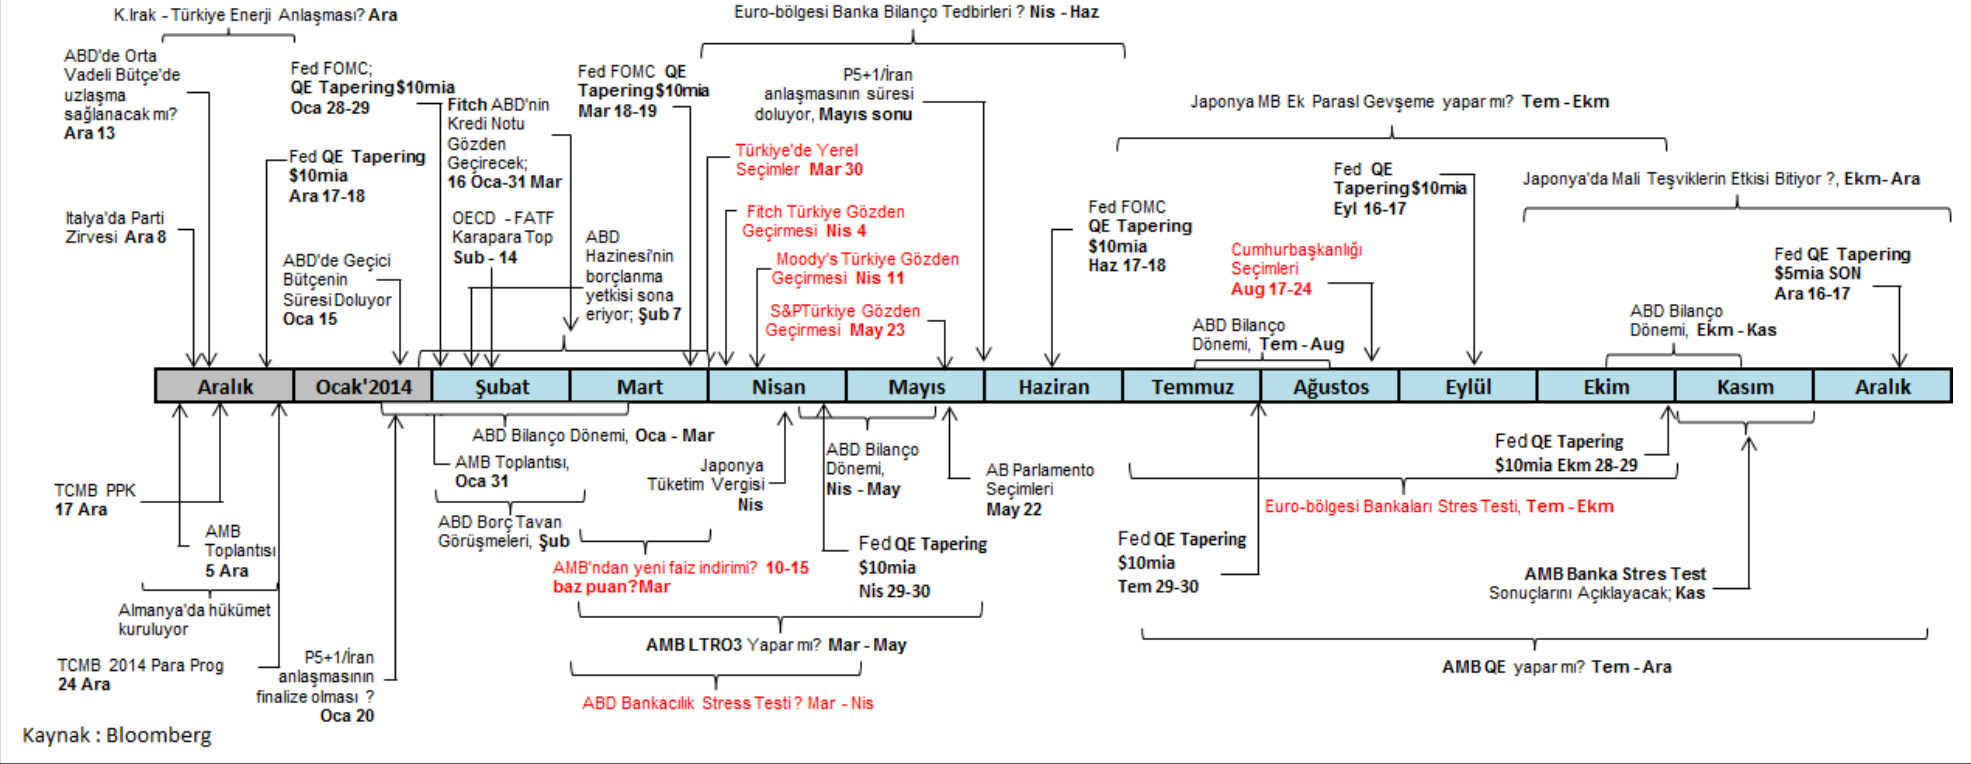 K.Irak - Türkiye Enerji Anlaşması? Ara
Euro-bölgesi Banka Bilanço Tedbirleri ? Nis - Haz
ABD'de Orta
Vadeli Bütçe'de
uzlaşma
sağlanacak mı?
Ara 13
Fed FOMC;
QE Tapering $10mia
Oca 28-29
Fitch ABD'nin
Kredi Notu
Gözden
Geçirecek;
16 Oca-31 Mar
Fed FOMC QE
Tapering $10mia
Mar 18-19
P5+1/İran
anlaşmasının süresi
doluyor, Mayıs sonu
Japonya MB Ek Parasl Gevşeme yapar mı? Tem - Ekm
Fed QE Tapering
$10mia
Ara 17-18
Türkiye'de Yerel
Seçimler Mar 30
Fed QE
Tapering $10mia
Eyl 16-17
Japonya'da Mali Teşviklerin Etkisi Bitiyor ?, Ekm- Ara
Italya'da Parti
Zirvesi Ara 8
OECD - FATF
Karapara Top
Sub - 14
ABD
Hazinesi'nin
borçlanma
yetkisi sona
eriyor; Şub 7
Fitch Türkiye Gözden
Geçirmesi Nis 4
Fed FOMC
QE Tapering
$10mia
Haz 17-18
ABD'de Geçici
Bütçenin
Süresi Doluyor
Oca 15
Moody's Türkiye Gözden
Geçirmesi Nis 11
Cumhurbaşkanlığı
Seçimleri
Aug 17-24
Fed QE Tapering
$5mia SON
Ara 16-17
S&PTürkiye Gözden
Geçirmesi May 23
ABD Bilanço
Dönemi, Tem - Aug
ABD Bilanço
Dönemi, Ekm - Kas
Aralık Ocak'2014 Şubat Mart Nisan Mayıs Haziran Temmuz Ağustos Eylül Ekim Kasım Aralık
ABD Bilanço Dönemi, Oca - Mar
AMB Toplantısı,
Oca 31
Japonya
Tüketim Vergisi
Nis
ABD Bilanço
Dönemi,
Nis - May
AB Parlamento
Seçimleri
May 22
Fed QE Tapering
$10mia Ekm 28-29
TCMB PPK
17 Ara
Euro-bölgesi Bankaları Stres Testi, Tem - Ekm
ABD Borç Tavan
Görüşmeleri, Şub
AMB
Toplantısı
5 Ara
Fed QE Tapering
$10mia
Nis 29-30
Fed QE Tapering
$10mia
Tem 29-30
AMB'ndan yeni faiz indirimi? 10-15
baz puan?Mar
AMB Banka Stres Test
Sonuçlarını Açıklayacak; Kas
Almanya'da hükümet
kuruluyor
AMB LTRO3 Yapar mı? Mar - May
TCMB 2014 Para Prog
24 Ara
P5+1/İran
anlaşmasının
finalize olması ?
Oca 20
AMB QE yapar mı? Tem - Ara
ABD Bankacılık Stress Testi ? Mar - Nis
Kaynak : Bloomberg